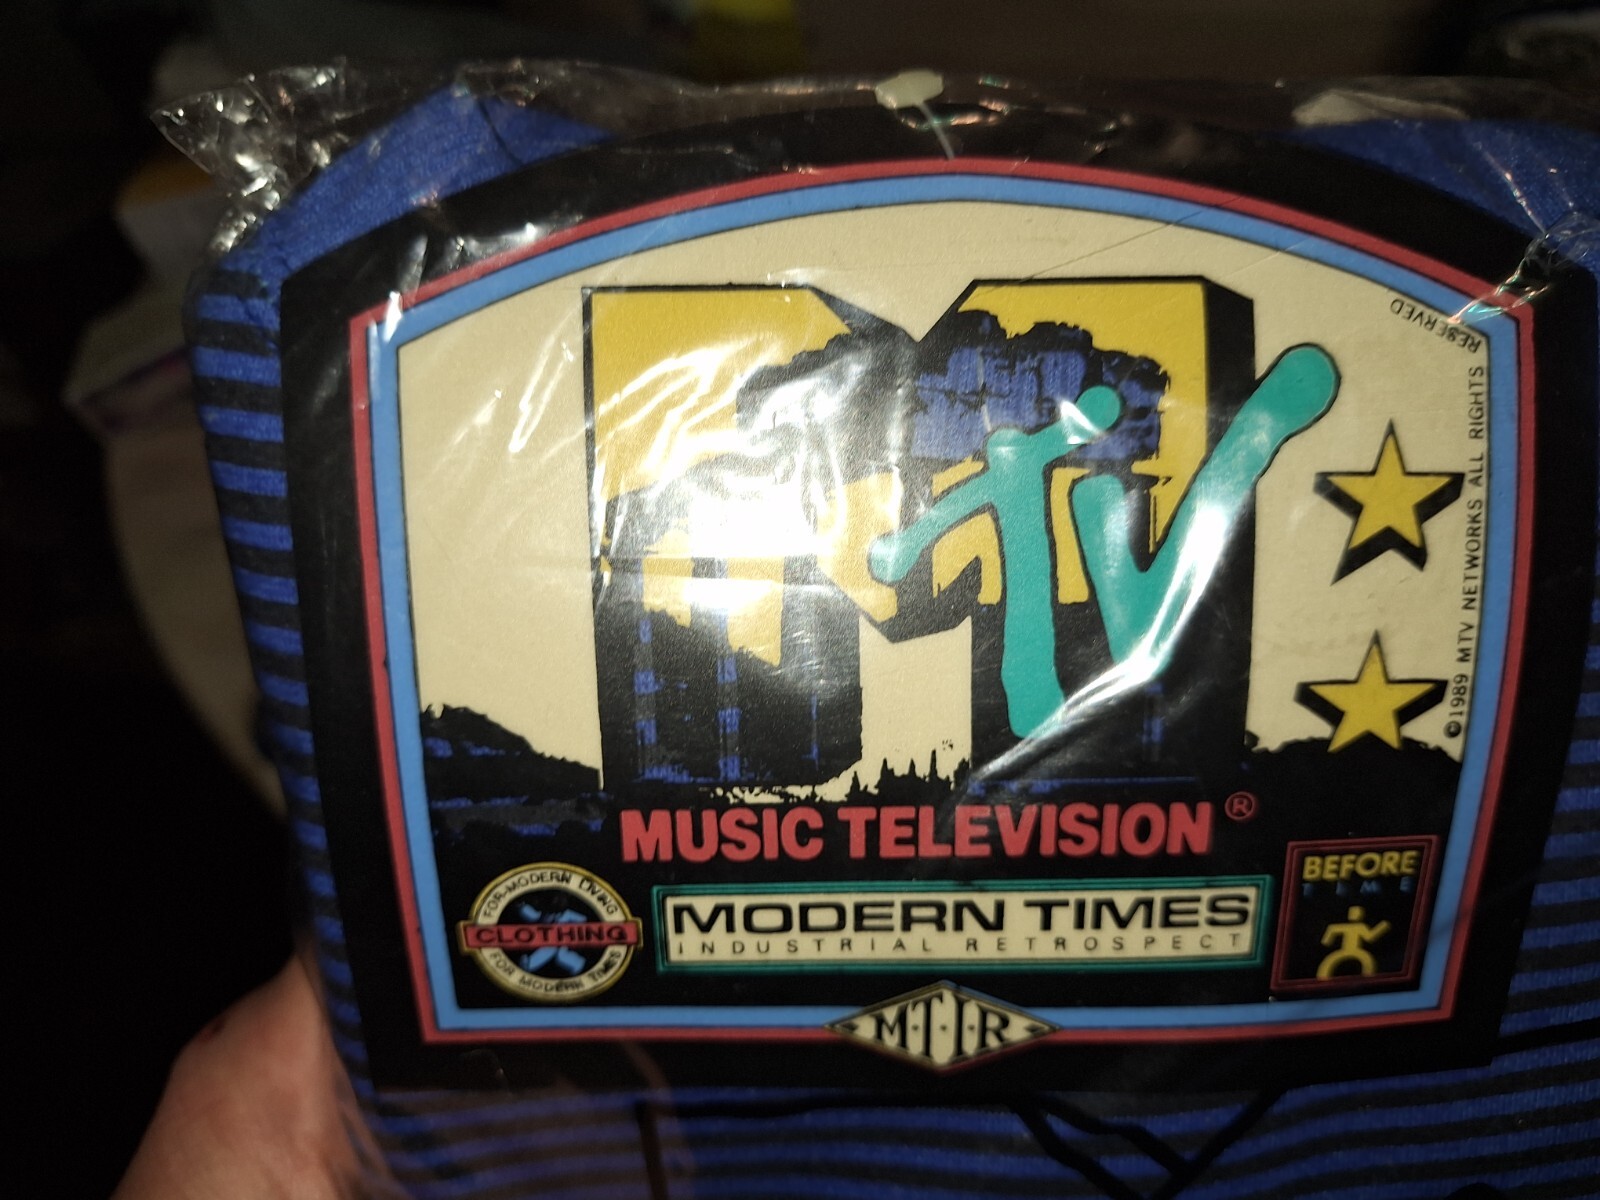 MTV
©1989 MTV NETWORKS ALL RIGHTS RESERVED
MUSIC TELEVISION®
FOR MODERN LIVING
CLOTHING
FOR MODERN TIMES
MODERN TIMES
INDUSTRIAL RETROSPECT
BEFORE
TIME
M·T·I·R